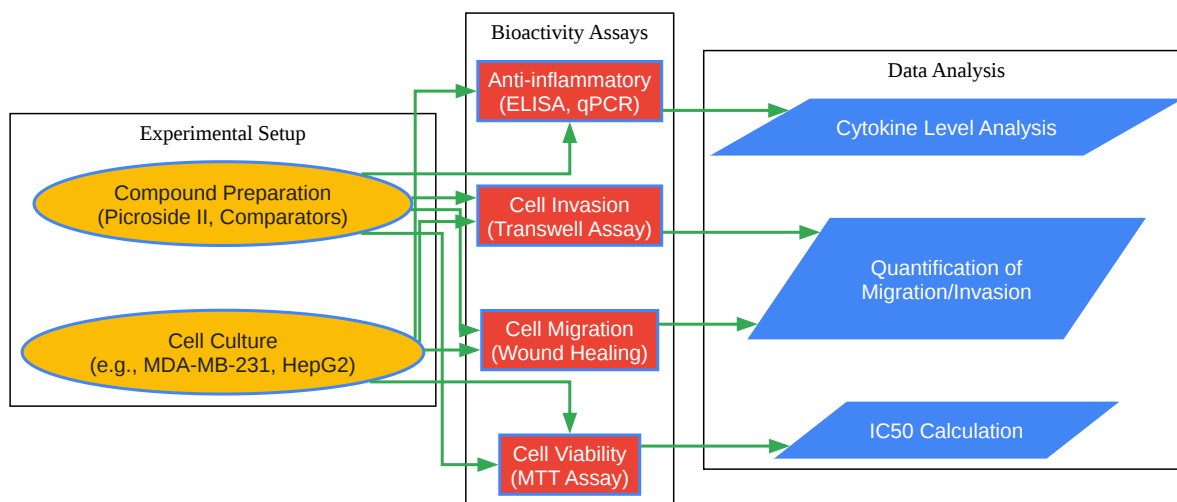 Experimental Setup
Compound Preparation
(Picroside II, Comparators)
Cell Culture
(e.g., MDA-MB-231, HepG2)
Bioactivity Assays
Anti-inflammatory
(ELISA, qPCR)
Cell Invasion
(Transwell Assay)
Cell Migration
(Wound Healing)
Cell Viability
(MTT Assay)
Data Analysis
Cytokine Level Analysis
Quantification of
Migration/Invasion
IC50 Calculation